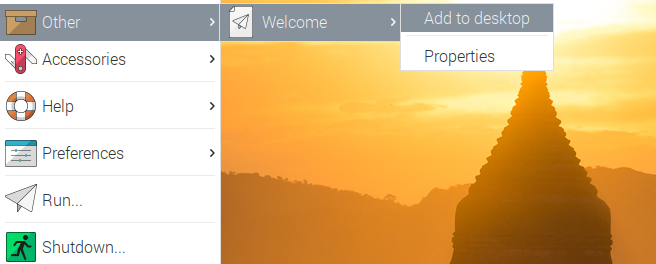 Other
Accessories
Help
Preferences
Run...
Shutdown...
Welcome
Add to desktop
Properties